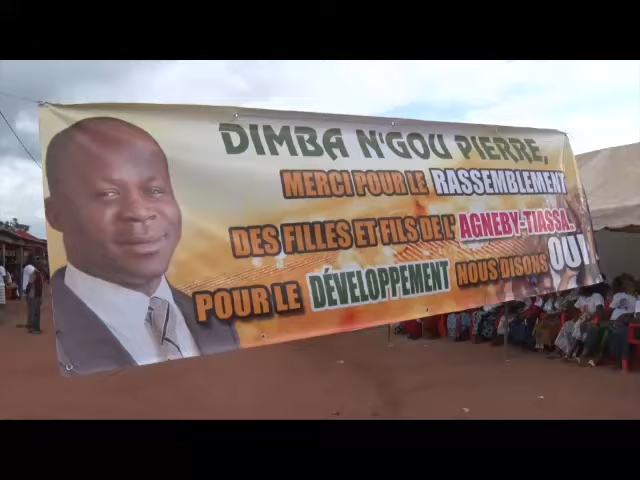 DIMBA N'GOU PIERRE,
MERCI POUR LE RASSEMBLEMENT
DES FILLES ET FILS DE L' AGNEBY-TIASSA.
POUR LE DÉVELOPPEMENT NOUS DISONS OUI